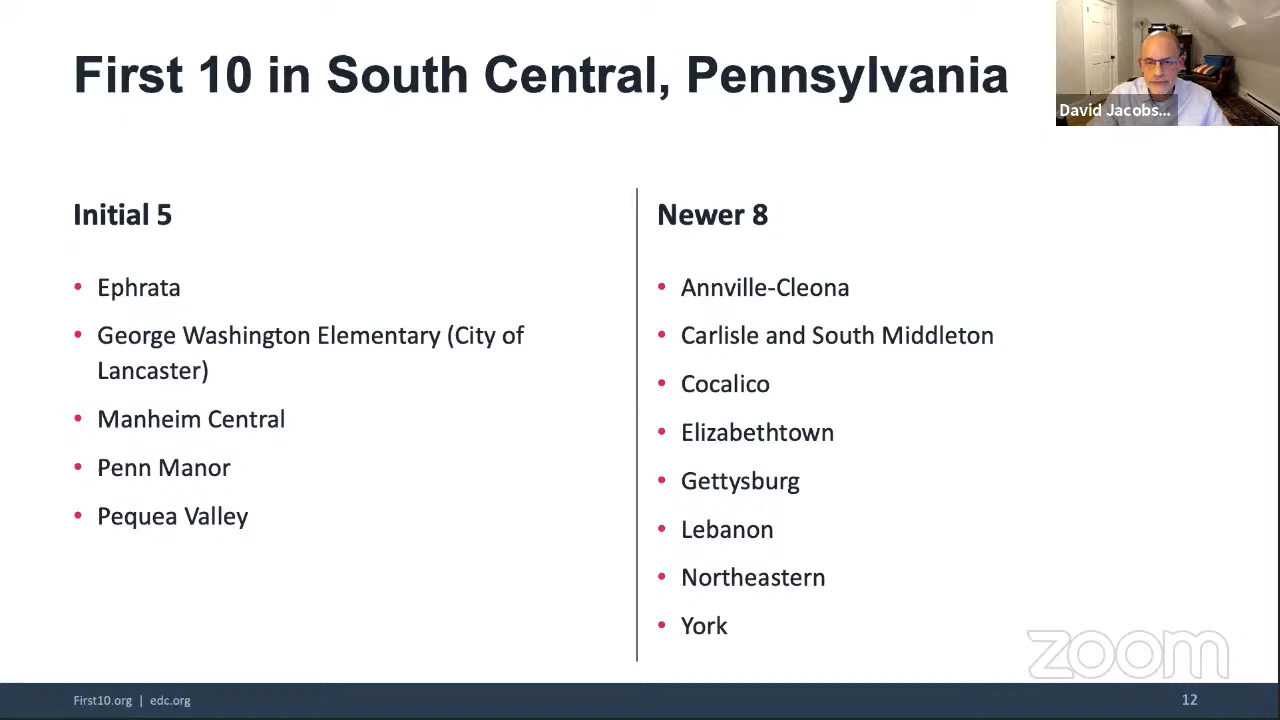 First 10 in South Central, Pennsylvania
David Jacobs...
Initial 5
• Ephrata
• George Washington Elementary (City of
Lancaster)
• Manheim Central
• Penn Manor
• Pequea Valley
Newer 8
• Annville-Cleona
• Carlisle and South Middleton
• Cocalico
• Elizabethtown
• Gettysburg
• Lebanon
• Northeastern
• York
zoom
First10.org | edc.org
12